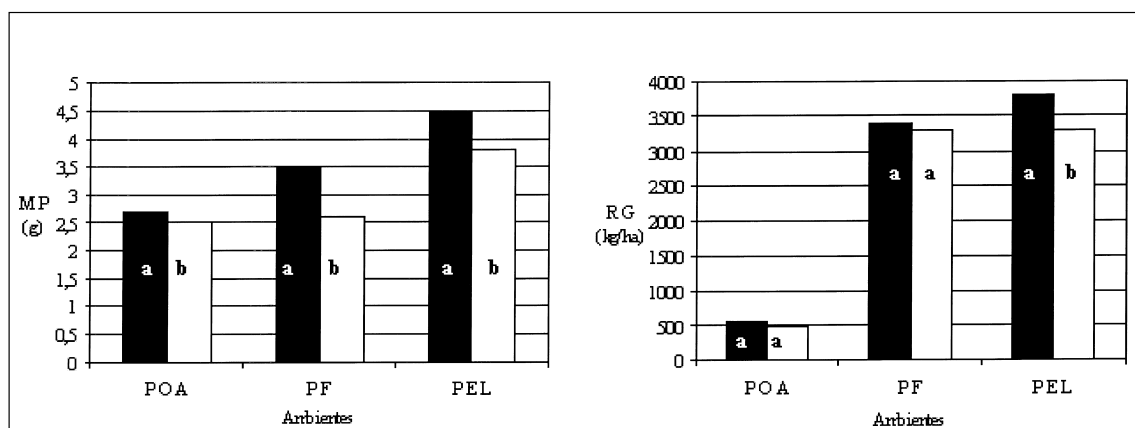 5
4,5
4
3,5
3
2,5
2
1,5
1
0,5
0
MP
(g)
a b a b a b
POA PF PEL
Ambientes
4000
3500
3000
2500
2000
1500
1000
500
0
RG
(kg/ha)
a a a a a b
POA PF PEL
Ambientes